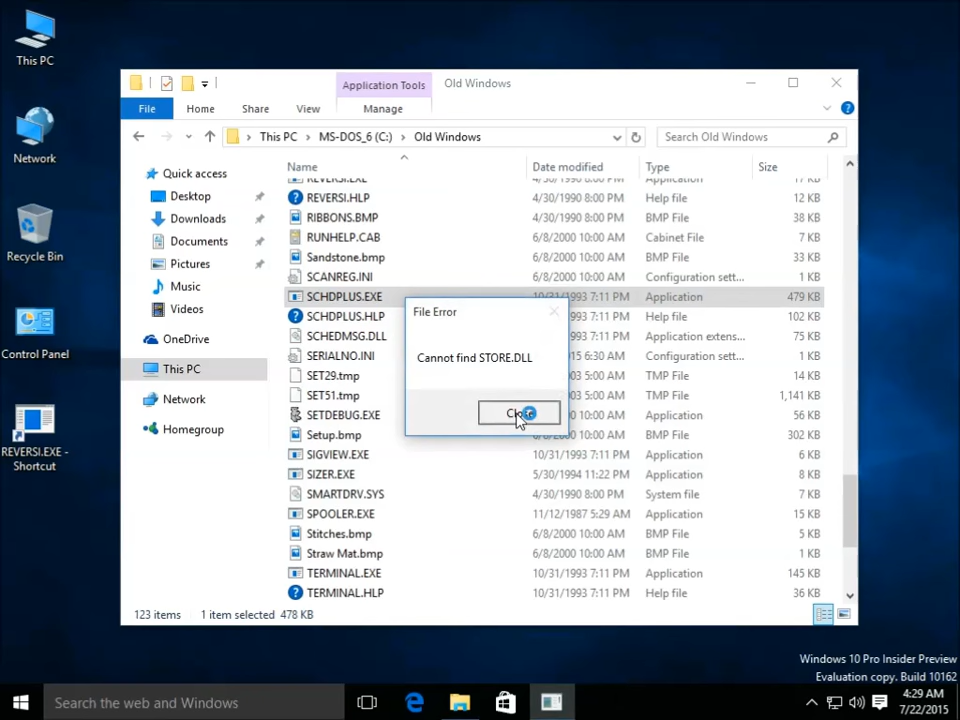 This PC
Network
Recycle Bin
Control Panel
REVERSI.EXE -
Shortcut
Application Tools
Old Windows
File
Home
Share
View
Manage
This PC > MS-DOS_6 (C:) > Old Windows
Search Old Windows
Quick access
Desktop
Downloads
Documents
Pictures
Music
Videos
OneDrive
This PC
Network
Homegroup
Name Date modified Type Size
REVERSI.EXE 4/30/1990 8:00 PM Application 17 KB
REVERSI.HLP 4/30/1990 8:00 PM Help file 12 KB
RIBBONS.BMP 4/30/1990 8:00 PM BMP File 38 KB
RUNHELP.CAB 6/8/2000 10:00 AM Cabinet File 7 KB
Sandstone.bmp 6/8/2000 10:00 AM BMP File 33 KB
SCANREG.INI 6/8/2000 10:00 AM Configuration sett... 1 KB
SCHDPLUS.EXE 10/31/1993 7:11 PM Application 479 KB
SCHDPLUS.HLP 7:11 PM Help file 102 KB
SCHEDMSG.DLL 7:11 PM Application extens... 75 KB
SERIALNO.INI 6:30 AM Configuration sett... 1 KB
SET29.tmp 5:00 AM TMP File 14 KB
SET51.tmp 5:00 AM TMP File 1,141 KB
SETDEBUG.EXE 10:00 AM Application 56 KB
Setup.bmp 10:00 AM BMP File 302 KB
SIGVIEW.EXE 10/31/1993 7:11 PM Application 6 KB
SIZER.EXE 5/30/1994 11:22 PM Application 8 KB
SMARTDRV.SYS 4/30/1990 8:00 PM System file 7 KB
SPOOLER.EXE 11/12/1987 5:29 AM Application 15 KB
Stitches.bmp 6/8/2000 10:00 AM BMP File 5 KB
Straw Mat.bmp 6/8/2000 10:00 AM BMP File 1 KB
TERMINAL.EXE 10/31/1993 7:11 PM Application 145 KB
TERMINAL.HLP 10/31/1993 7:11 PM Help file 36 KB
File Error
Cannot find STORE.DLL
123 items 1 item selected 478 KB
Windows 10 Pro Insider Preview
Evaluation copy. Build 10162
Search the web and Windows
4:29 AM
7/22/2015